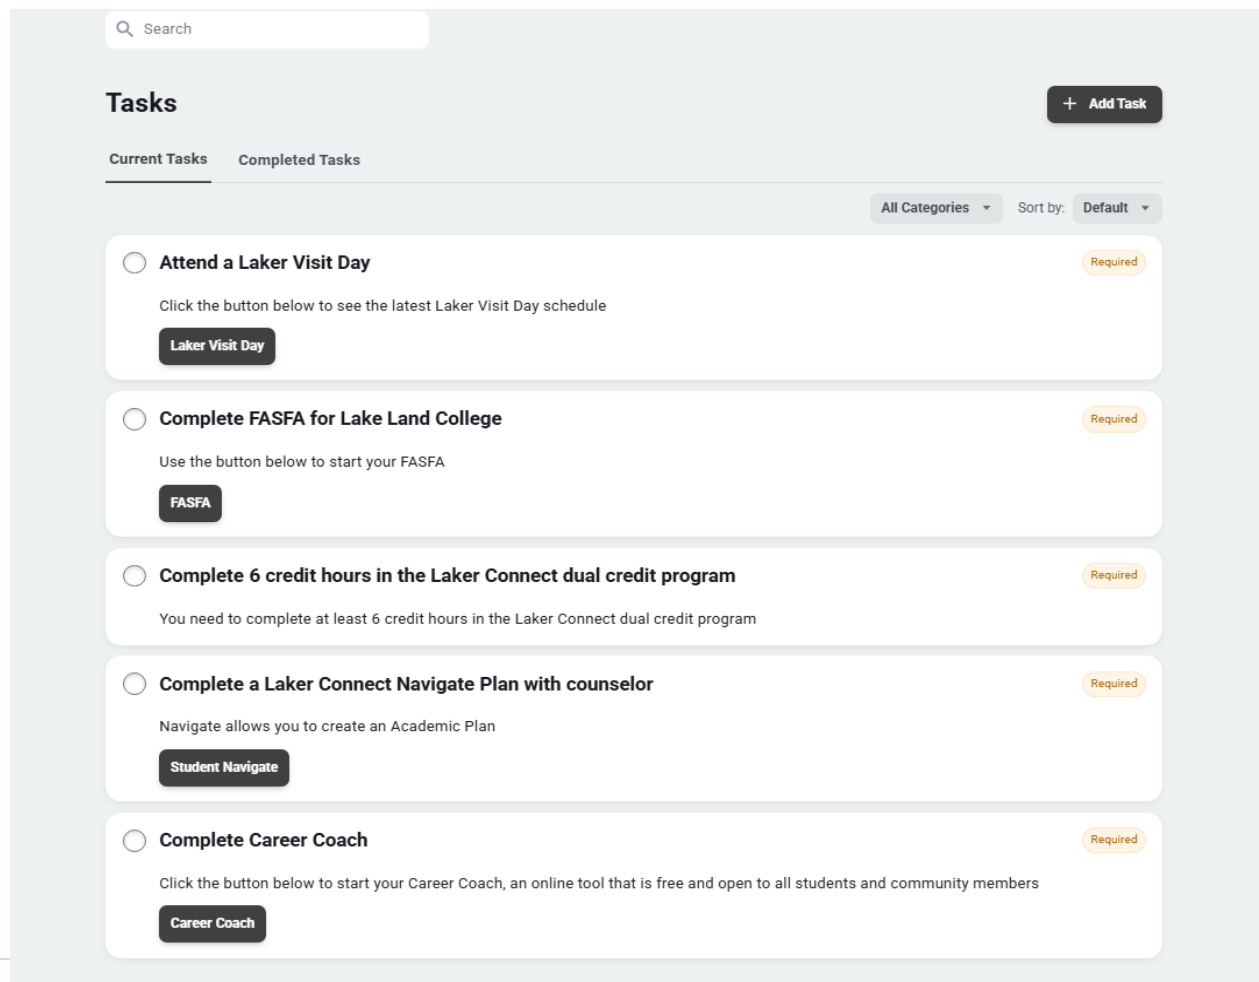 Search
Tasks
+ Add Task
Current Tasks
Completed Tasks
All Categories
Sort by:
Default
Attend a Laker Visit Day
Required
Click the button below to see the latest Laker Visit Day schedule
Laker Visit Day
Complete FASFA for Lake Land College
Required
Use the button below to start your FASFA
FASFA
Complete 6 credit hours in the Laker Connect dual credit program
Required
You need to complete at least 6 credit hours in the Laker Connect dual credit program
Complete a Laker Connect Navigate Plan with counselor
Required
Navigate allows you to create an Academic Plan
Student Navigate
Complete Career Coach
Required
Click the button below to start your Career Coach, an online tool that is free and open to all students and community members
Career Coach